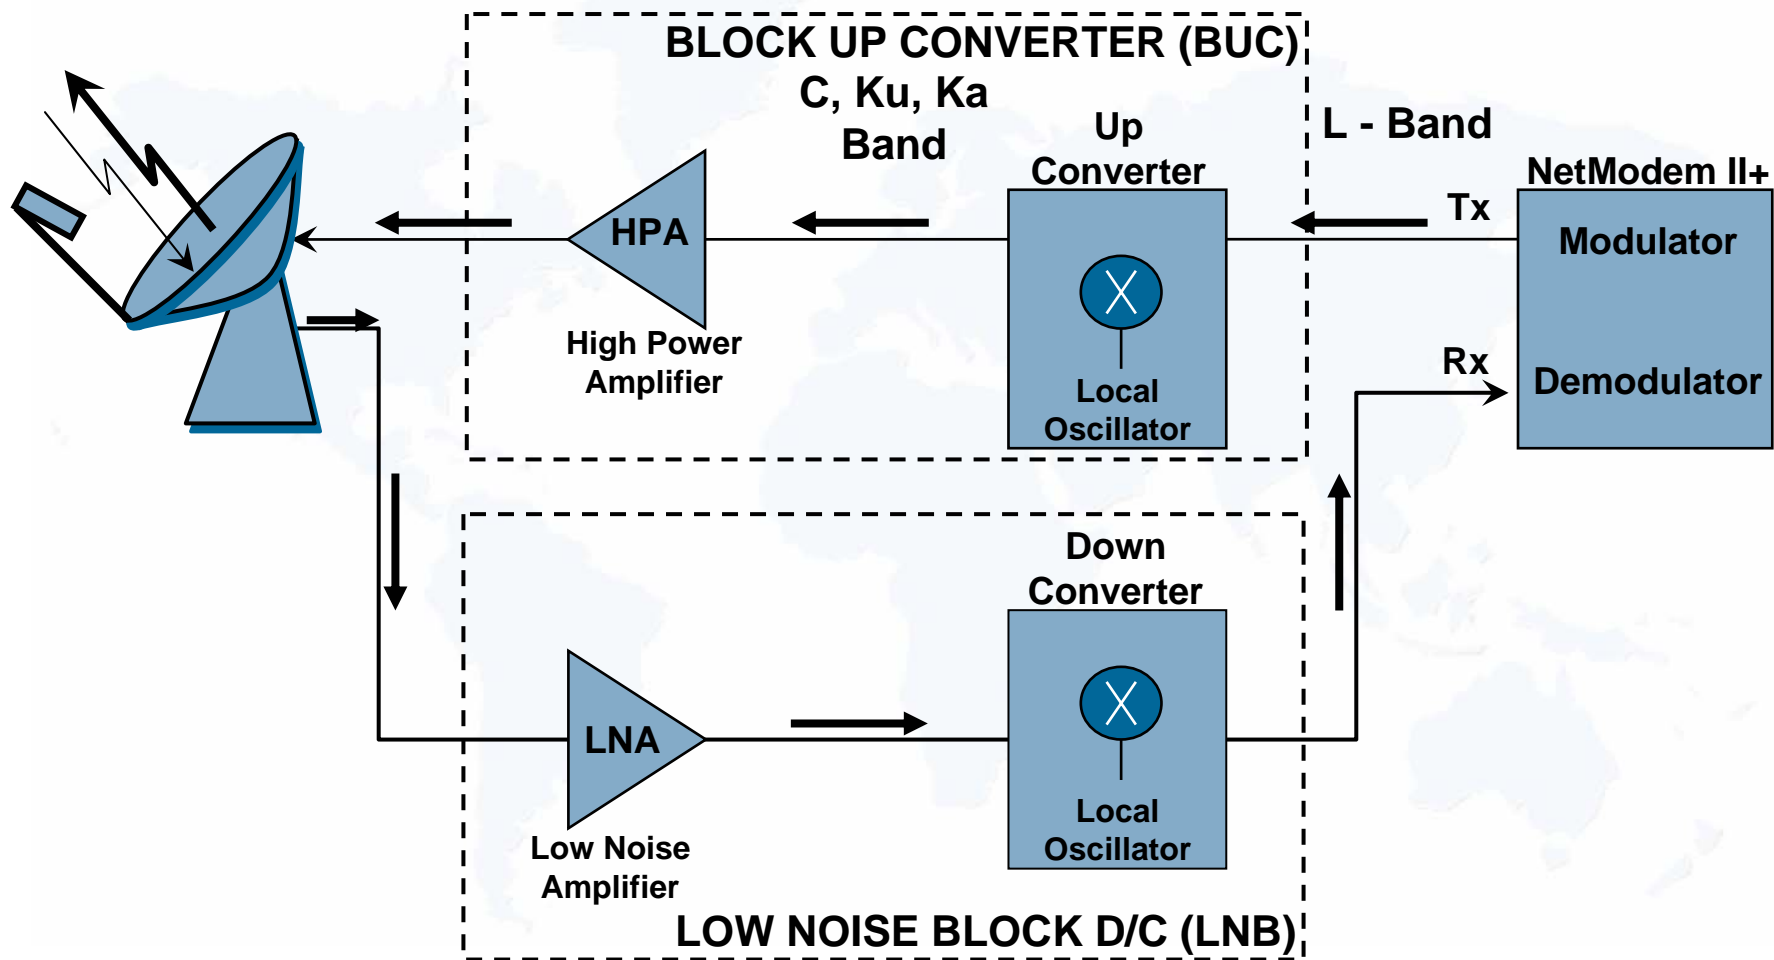 BLOCK UP CONVERTER (BUC)
C, Ku, Ka
Band
Up
Converter
L - Band
NetModem II+
Tx
HPA
Modulator
High Power
Amplifier
Local
Oscillator
Rx
Demodulator
Down
Converter
LNA
Low Noise
Amplifier
Local
Oscillator
LOW NOISE BLOCK D/C (LNB)